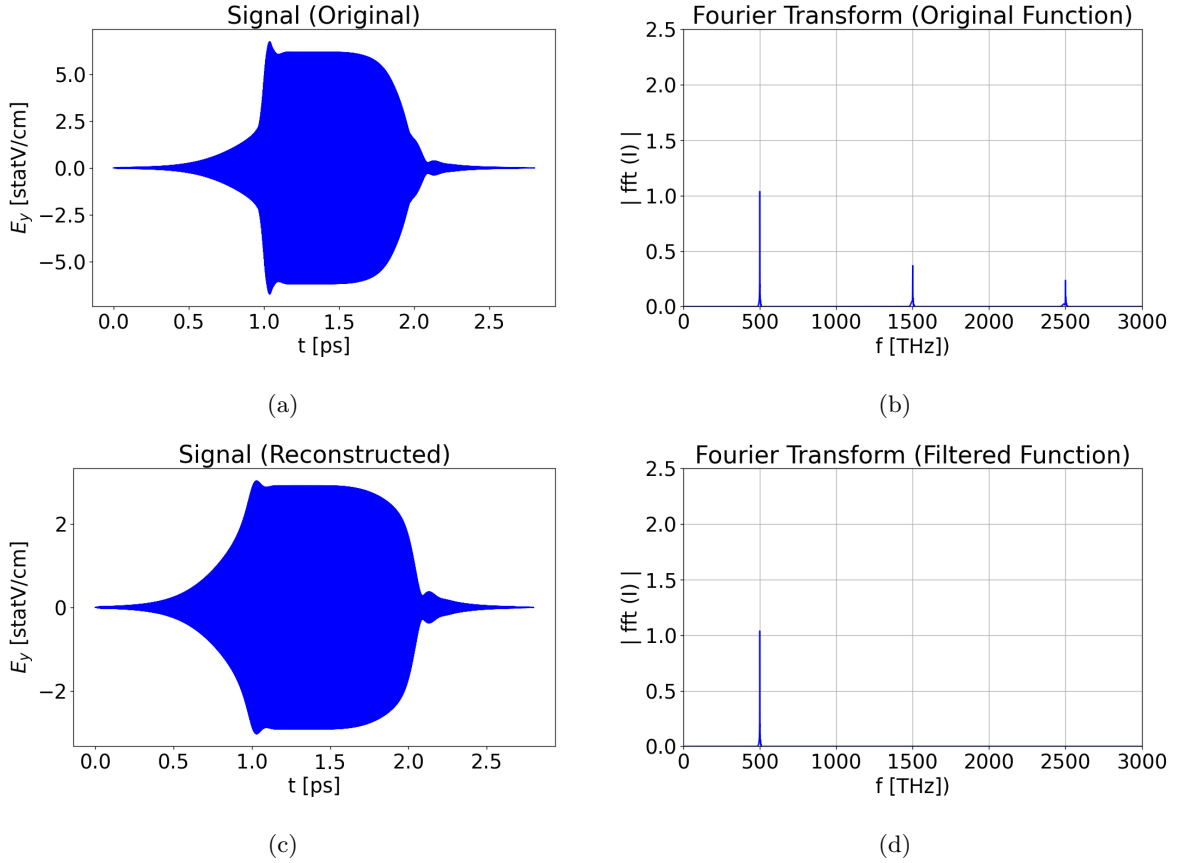 Signal (Original)
E_y [statV/cm]
5.0
2.5
0.0
−2.5
−5.0
0.0 0.5 1.0 1.5 2.0 2.5
t [ps]
(a)
Fourier Transform (Original Function)
| fft (I) |
2.5
2.0
1.5
1.0
0.5
0.0
0 500 1000 1500 2000 2500 3000
f [THz])
(b)
Signal (Reconstructed)
E_y [statV/cm]
2
0
−2
0.0 0.5 1.0 1.5 2.0 2.5
t [ps]
(c)
Fourier Transform (Filtered Function)
| fft (I) |
2.5
2.0
1.5
1.0
0.5
0.0
0 500 1000 1500 2000 2500 3000
f [THz])
(d)